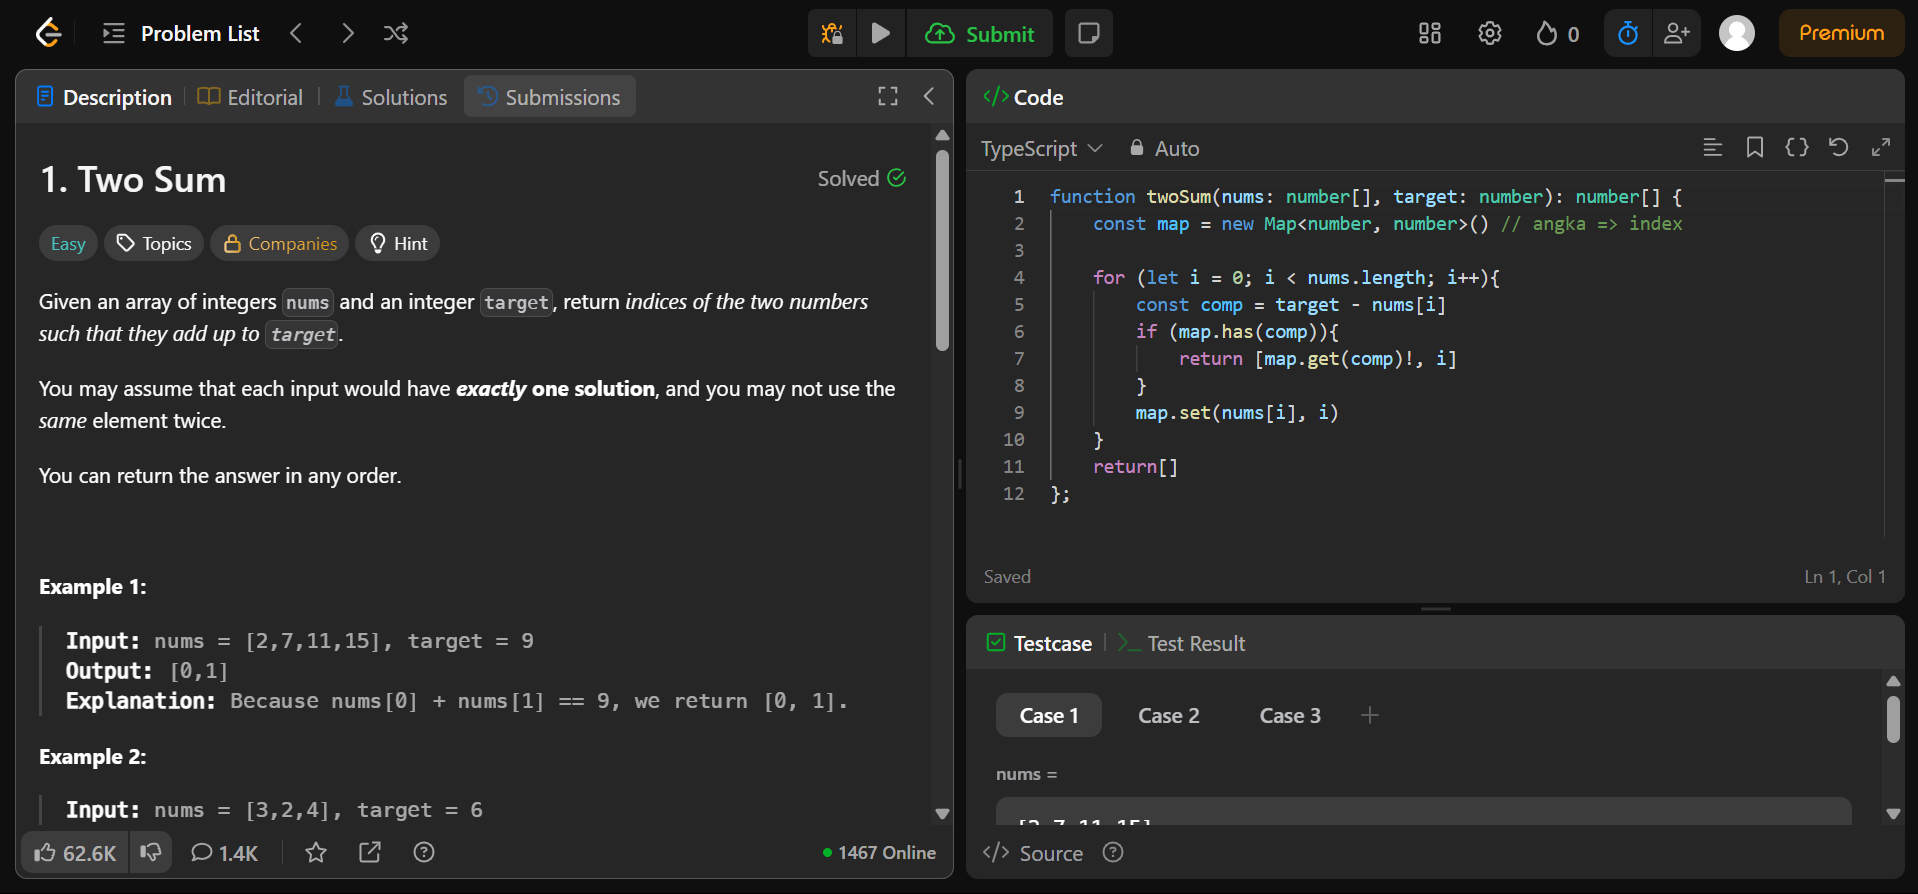 Problem List
Submit
0
Premium
Description
Editorial
Solutions
Submissions
1. Two Sum
Solved
Easy
Topics
Companies
Hint
Given an array of integers nums and an integer target, return indices of the two numbers
such that they add up to target.
You may assume that each input would have exactly one solution, and you may not use the
same element twice.
You can return the answer in any order.
Example 1:
Input: nums = [2,7,11,15], target = 9
Output: [0,1]
Explanation: Because nums[0] + nums[1] == 9, we return [0, 1].
Example 2:
Input: nums = [3,2,4], target = 6
62.6K
1.4K
1467 Online
</> Code
TypeScript
Auto
1 function twoSum(nums: number[], target: number): number[] {
2     const map = new Map<number, number>() // angka => index
3
4     for (let i = 0; i < nums.length; i++){
5         const comp = target - nums[i]
6         if (map.has(comp)){
7             return [map.get(comp)!, i]
8         }
9         map.set(nums[i], i)
10     }
11     return[]
12 };
Saved
Ln 1, Col 1
Testcase
Test Result
Case 1
Case 2
Case 3
nums =
[2,7,11,15]
</> Source